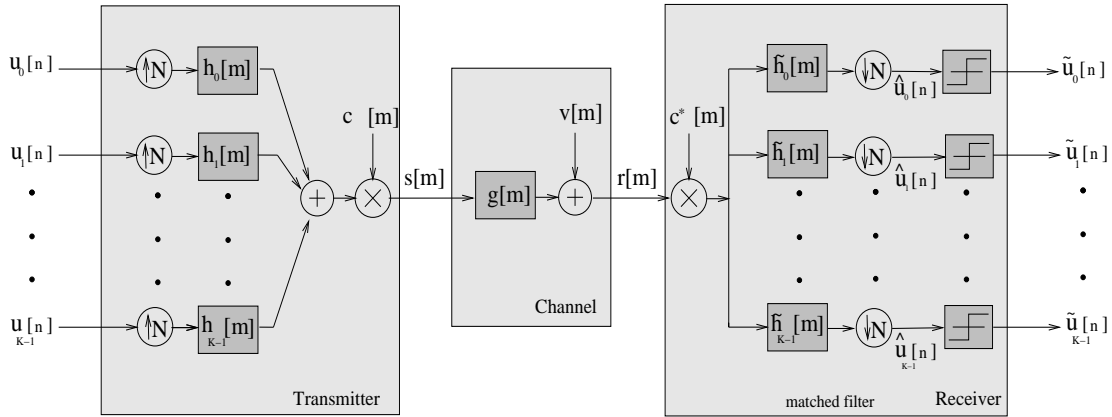 u₀[n]
↑N
h₀[m]
u₁[n]
↑N
h₁[m]
u_{K-1}[n]
↑N
h_{K-1}[m]
+
c [m]
×
s[m]
Transmitter
g[m]
v[m]
+
Channel
r[m]
c* [m]
×
h̃₀[m]
↓N
û₀[n]
ũ₀[n]
h̃₁[m]
↓N
û₁[n]
ũ₁[n]
h̃_{K-1}[m]
↓N
û_{K-1}[n]
ũ_{K-1}[n]
matched filter
Receiver